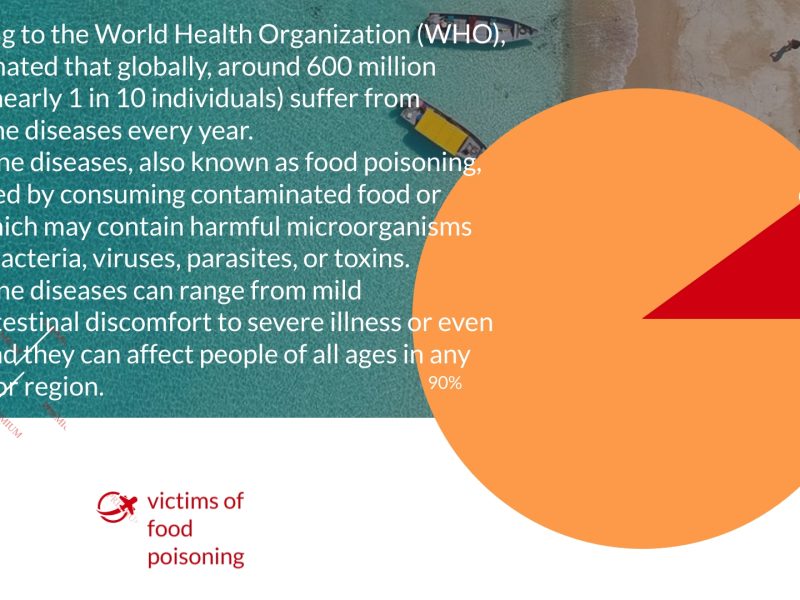 g to the World Health Organization (WHO),
nated that globally, around 600 million
nearly 1 in 10 individuals) suffer from
ne diseases every year.
ne diseases, also known as food poisoning,
ed by consuming contaminated food or
hich may contain harmful microorganisms
acteria, viruses, parasites, or toxins.
ne diseases can range from mild
testinal discomfort to severe illness or even
nd they can affect people of all ages in any
or region.
90%
victims of
food
poisoning